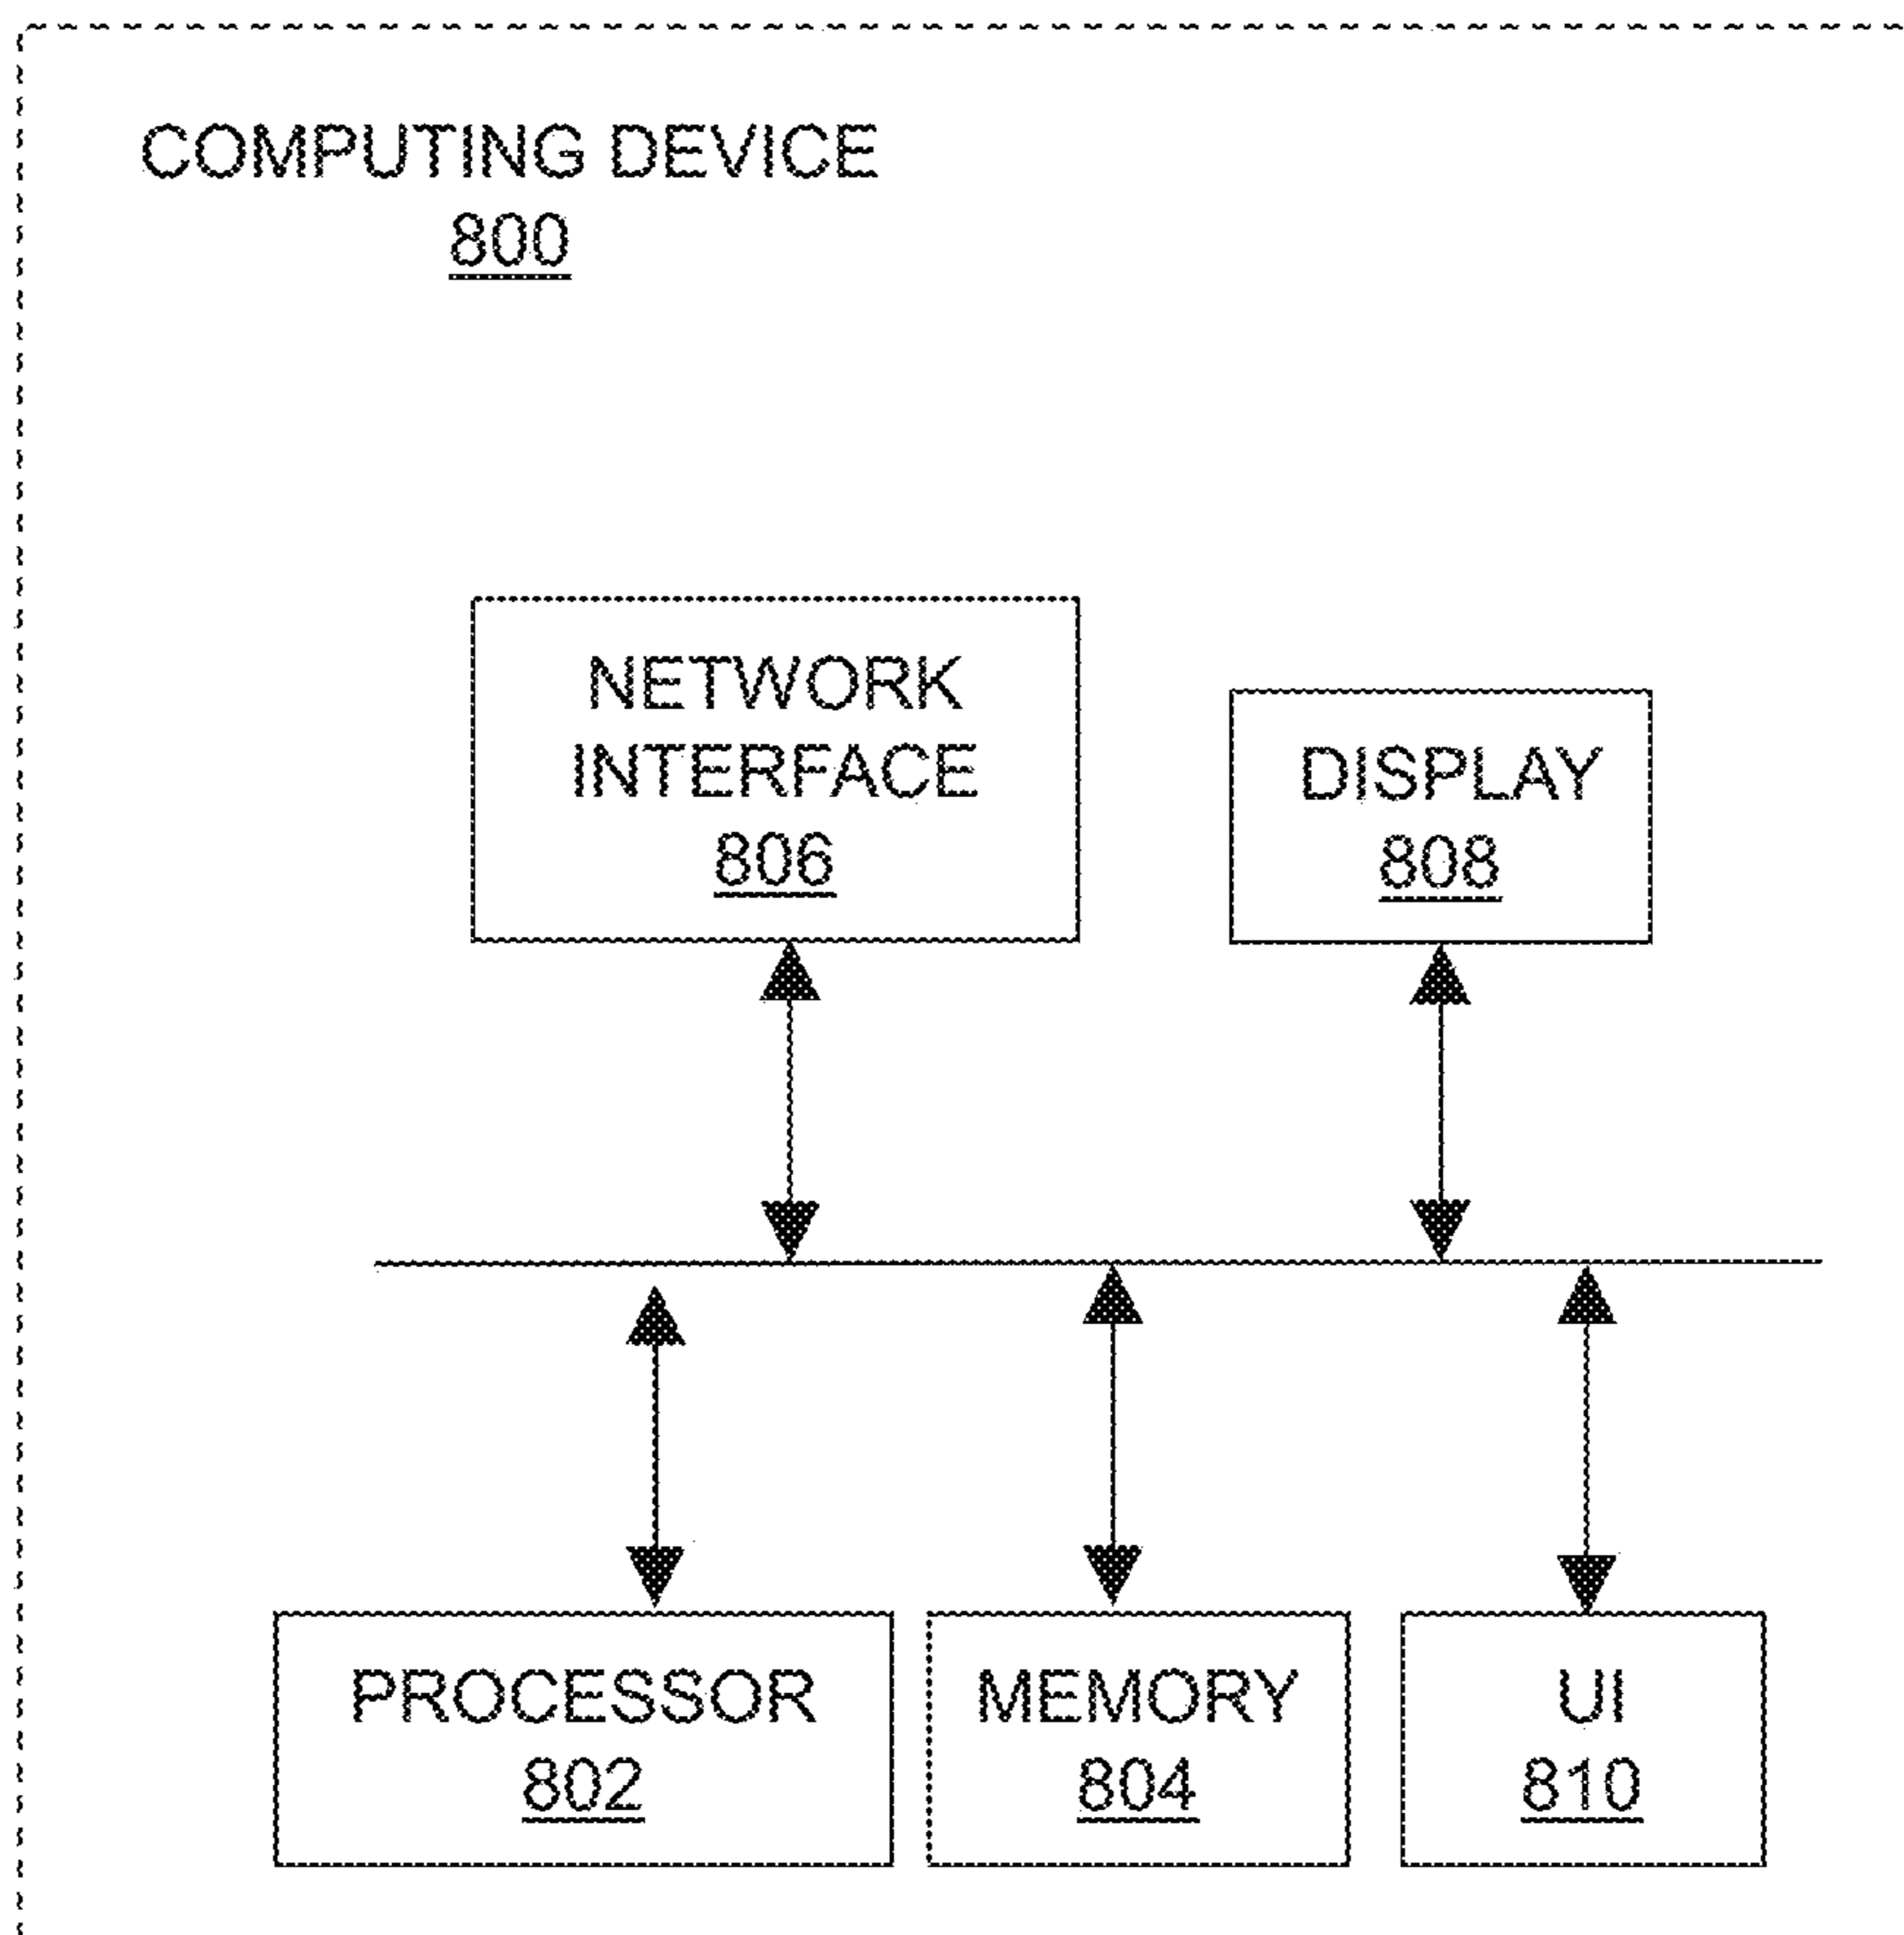 COMPUTING DEVICE
800
NETWORK
INTERFACE
806
DISPLAY
808
PROCESSOR
802
MEMORY
804
UI
810